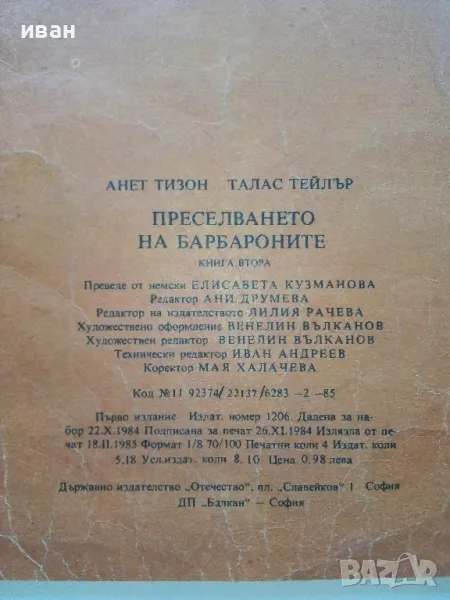 иван
АНЕТ ТИЗОН ТАЛАС ТЕЙЛЪР
ПРЕСЕЛВАНЕТО
НА БАРБАРОНИТЕ
КНИГА ВТОРА
Преведе от немски ЕЛИСАВЕТА КУЗМАНОВА
Редактор АНИ ДРУМЕВА
Редактор на издателството ЛИЛИЯ РАЧЕВА
Художествено оформление ВЕНЕЛИН ВЪЛКАНОВ
Художествен редактор ВЕНЕЛИН ВЪЛКАНОВ
Технически редактор ИВАН АНДРЕЕВ
Коректор МАЯ ХАЛАЧЕВА
Код № 11 92374/22137/6283 -2-85
Първо издание Издат. номер 1206. Дадена за на-
бор 22.X.1984 Подписана за печат 26.XI.1984 Излязла от пе-
чат 18.II.1985 Формат 1/8 70/100 Печатни коли 4 Издат. коли
5,18 Усл.издат. коли 8.10 Цена 0.98 лева
Държавно издателство „Отечество", пл. „Славейков" 1 София
ДП „Балкан" – София
BAZAR.bg